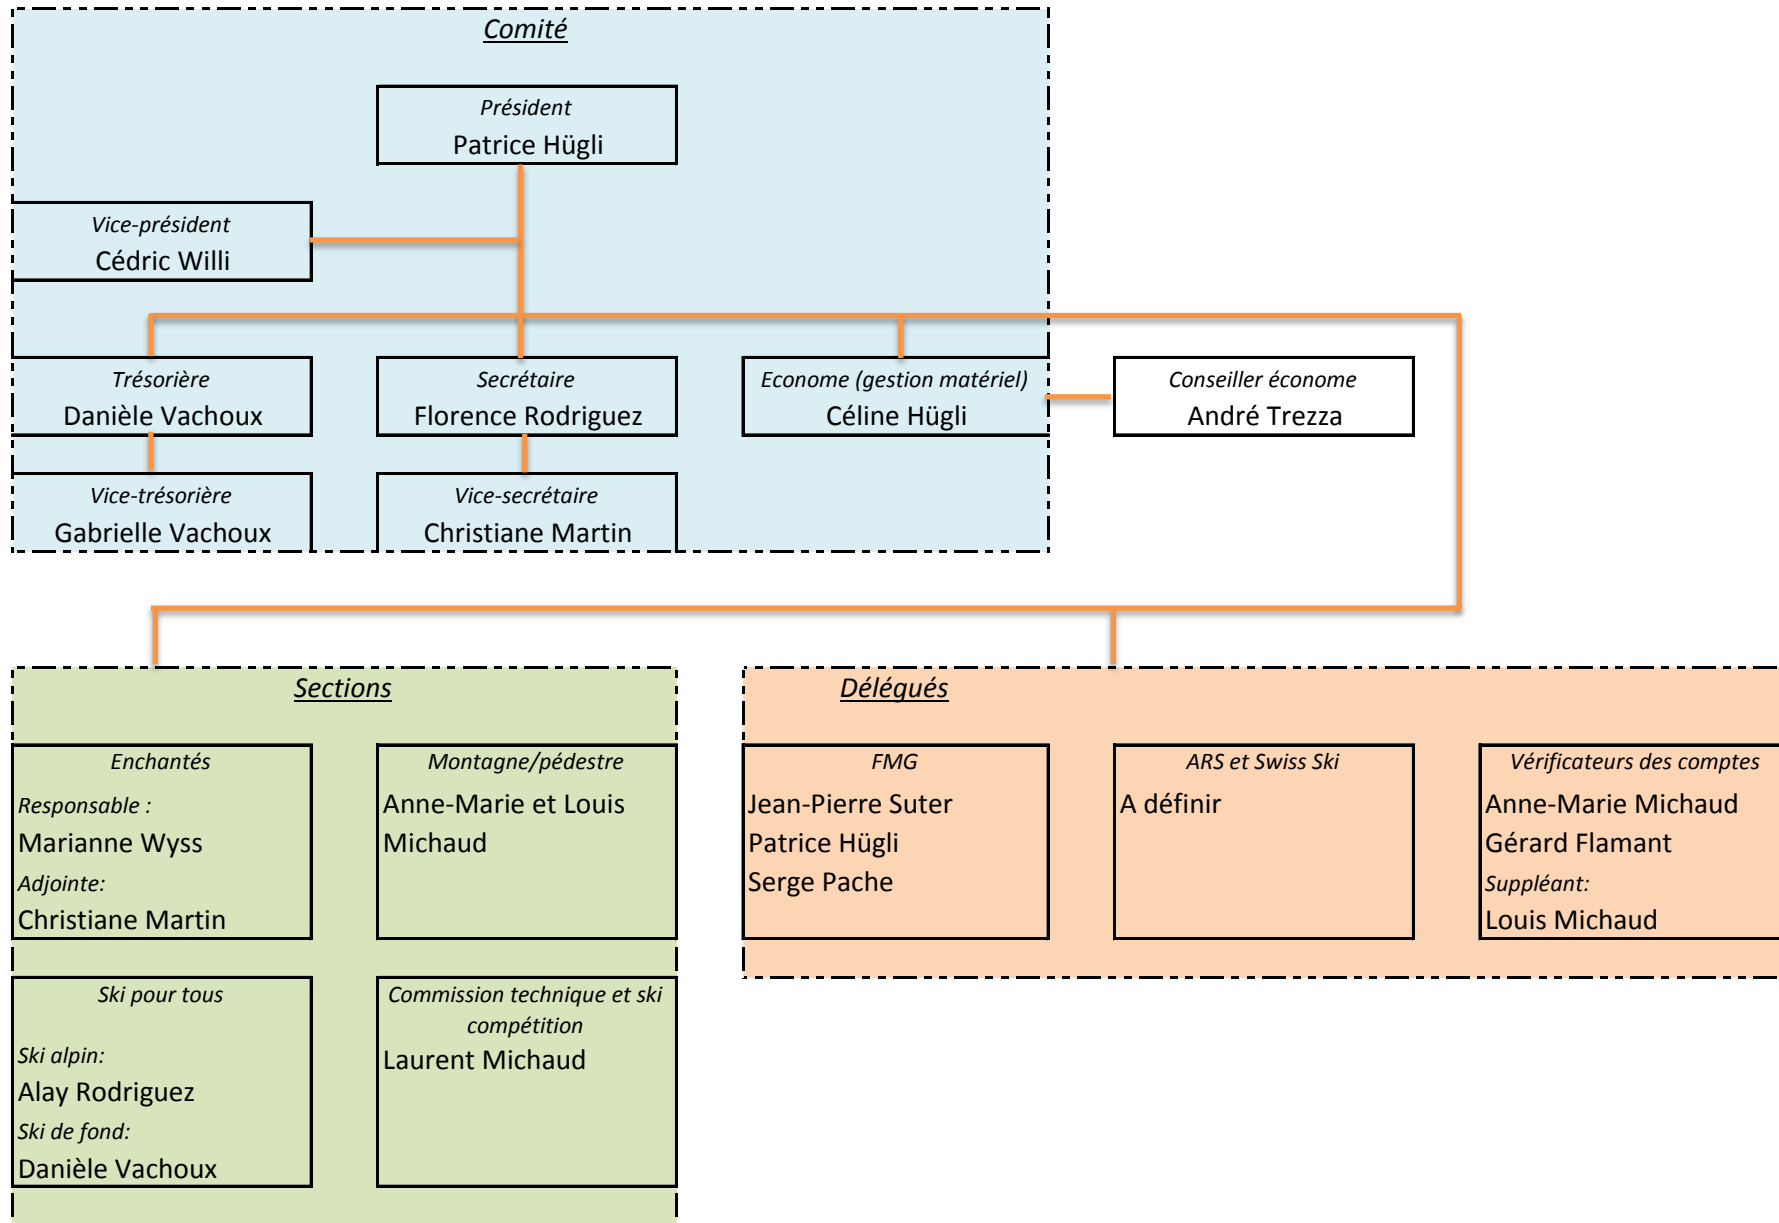 Comité
Président
Patrice Hügli
Vice-président
Cédric Willi
Trésorière
Danièle Vachoux
Secrétaire
Florence Rodriguez
Econome (gestion matériel)
Céline Hügli
Conseiller économe
André Trezza
Vice-trésorière
Gabrielle Vachoux
Vice-secrétaire
Christiane Martin
Sections
Enchantés
Responsable :
Marianne Wyss
Adjointe:
Christiane Martin
Montagne/pédestre
Anne-Marie et Louis
Michaud
Ski pour tous
Ski alpin:
Alay Rodriguez
Ski de fond:
Danièle Vachoux
Commission technique et ski
compétition
Laurent Michaud
Délégués
FMG
Jean-Pierre Suter
Patrice Hügli
Serge Pache
ARS et Swiss Ski
A définir
Vérificateurs des comptes
Anne-Marie Michaud
Gérard Flamant
Suppléant:
Louis Michaud